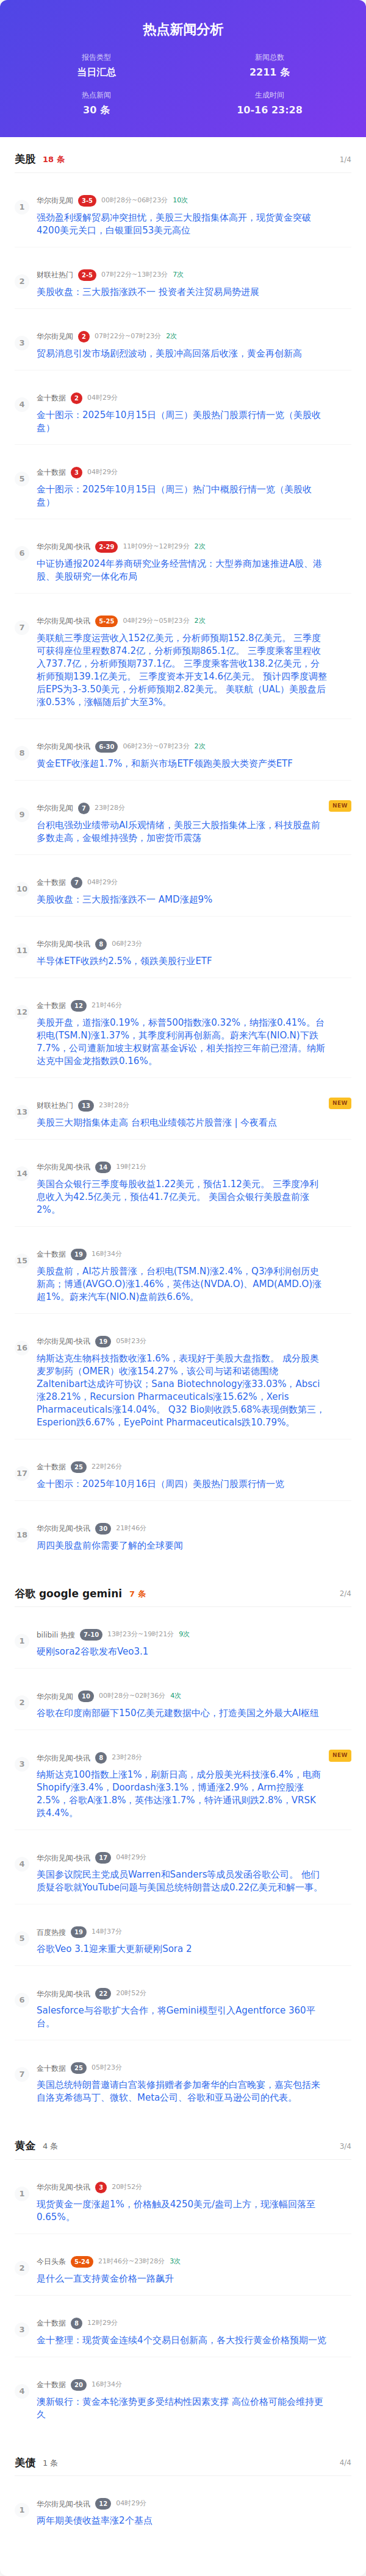 热点新闻分析
报告类型
当日汇总
新闻总数
2211 条
热点新闻
30 条
生成时间
10-16 23:28
美股 18 条 1/4
1 华尔街见闻 3-5 00时28分~06时23分 10次
强劲盈利缓解贸易冲突担忧，美股三大股指集体高开，现货黄金突破
4200美元关口，白银重回53美元高位
2 财联社热门 2-5 07时22分~13时23分 7次
美股收盘：三大股指涨跌不一 投资者关注贸易局势进展
3 华尔街见闻 2 07时22分~07时23分 2次
贸易消息引发市场剧烈波动，美股冲高回落后收涨，黄金再创新高
4 金十数据 2 04时29分
金十图示：2025年10月15日（周三）美股热门股票行情一览（美股收
盘）
5 金十数据 3 04时29分
金十图示：2025年10月15日（周三）热门中概股行情一览（美股收
盘）
6 华尔街见闻-快讯 2-29 11时09分~12时29分 2次
中证协通报2024年券商研究业务经营情况：大型券商加速推进A股、港
股、美股研究一体化布局
7 华尔街见闻-快讯 5-25 04时29分~05时23分 2次
美联航三季度运营收入152亿美元，分析师预期152.8亿美元。 三季度
可获得座位里程数874.2亿，分析师预期865.1亿。 三季度乘客里程收
入737.7亿，分析师预期737.1亿。 三季度乘客营收138.2亿美元，分
析师预期139.1亿美元。 三季度资本开支14.6亿美元。 预计四季度调整
后EPS为3-3.50美元，分析师预期2.82美元。 美联航（UAL）美股盘后
涨0.53%，涨幅随后扩大至3%。
8 华尔街见闻-快讯 6-30 06时23分~07时23分 2次
黄金ETF收涨超1.7%，和新兴市场ETF领跑美股大类资产类ETF
9 华尔街见闻 7 23时28分 NEW
台积电强劲业绩带动AI乐观情绪，美股三大股指集体上涨，科技股盘前
多数走高，金银维持强势，加密货币震荡
10 金十数据 7 04时29分
美股收盘：三大股指涨跌不一 AMD涨超9%
11 华尔街见闻-快讯 8 06时23分
半导体ETF收跌约2.5%，领跌美股行业ETF
12 金十数据 12 21时46分
美股开盘，道指涨0.19%，标普500指数涨0.32%，纳指涨0.41%。台
积电(TSM.N)涨1.37%，其季度利润再创新高。蔚来汽车(NIO.N)下跌
7.7%，公司遭新加坡主权财富基金诉讼，相关指控三年前已澄清。纳斯
达克中国金龙指数跌0.16%。
13 财联社热门 13 23时28分 NEW
美股三大期指集体走高 台积电业绩领芯片股普涨 | 今夜看点
14 华尔街见闻-快讯 14 19时21分
美国合众银行三季度每股收益1.22美元，预估1.12美元。 三季度净利
息收入为42.5亿美元，预估41.7亿美元。 美国合众银行美股盘前涨
2%。
15 金十数据 19 16时34分
美股盘前，AI芯片股普涨，台积电(TSM.N)涨2.4%，Q3净利润创历史
新高；博通(AVGO.O)涨1.46%，英伟达(NVDA.O)、AMD(AMD.O)涨
超1%。蔚来汽车(NIO.N)盘前跌6.6%。
16 华尔街见闻-快讯 19 05时23分
纳斯达克生物科技指数收涨1.6%，表现好于美股大盘指数。 成分股奥
麦罗制药（OMER）收涨154.27%，该公司与诺和诺德围绕
Zaltenibart达成许可协议；Sana Biotechnology涨33.03%，Absci
涨28.21%，Recursion Pharmaceuticals涨15.62%，Xeris
Pharmaceuticals涨14.04%。 Q32 Bio则收跌5.68%表现倒数第三，
Esperion跌6.67%，EyePoint Pharmaceuticals跌10.79%。
17 金十数据 25 22时26分
金十图示：2025年10月16日（周四）美股热门股票行情一览
18 华尔街见闻-快讯 30 21时46分
周四美股盘前你需要了解的全球要闻
谷歌 google gemini 7 条 2/4
1 bilibili 热搜 7-10 13时23分~19时21分 9次
硬刚sora2谷歌发布Veo3.1
2 华尔街见闻 10 00时28分~02时36分 4次
谷歌在印度南部砸下150亿美元建数据中心，打造美国之外最大AI枢纽
3 华尔街见闻-快讯 8 23时28分 NEW
纳斯达克100指数上涨1%，刷新日高，成分股美光科技涨6.4%，电商
Shopify涨3.4%，Doordash涨3.1%，博通涨2.9%，Arm控股涨
2.5%，谷歌A涨1.8%，英伟达涨1.7%，特许通讯则跌2.8%，VRSK
跌4.4%。
4 华尔街见闻-快讯 17 04时29分
美国参议院民主党成员Warren和Sanders等成员发函谷歌公司。 他们
质疑谷歌就YouTube问题与美国总统特朗普达成0.22亿美元和解一事。
5 百度热搜 19 14时37分
谷歌Veo 3.1迎来重大更新硬刚Sora 2
6 华尔街见闻-快讯 22 20时52分
Salesforce与谷歌扩大合作，将Gemini模型引入Agentforce 360平
台。
7 金十数据 25 05时23分
美国总统特朗普邀请白宫装修捐赠者参加奢华的白宫晚宴，嘉宾包括来
自洛克希德马丁、微软、Meta公司、谷歌和亚马逊公司的代表。
黄金 4 条 3/4
1 华尔街见闻-快讯 3 20时52分
现货黄金一度涨超1%，价格触及4250美元/盎司上方，现涨幅回落至
0.65%。
2 今日头条 5-24 21时46分~23时28分 3次
是什么一直支持黄金价格一路飙升
3 金十数据 8 12时29分
金十整理：现货黄金连续4个交易日创新高，各大投行黄金价格预期一览
4 金十数据 20 16时34分
澳新银行：黄金本轮涨势更多受结构性因素支撑 高位价格可能会维持更
久
美债 1 条 4/4
1 华尔街见闻-快讯 12 04时29分
两年期美债收益率涨2个基点